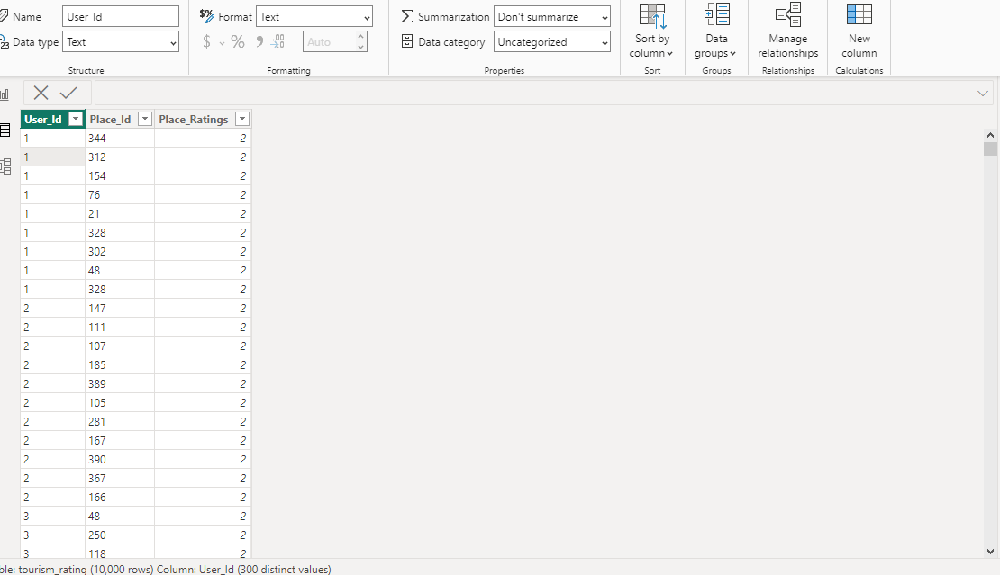 Name User_Id
$% Format Text
Summarization Don't summarize
Data type Text
$ % Auto
Data category Uncategorized
Sort by column
Data groups
Manage relationships
New column
Structure
Formatting
Properties
Sort
Groups
Relationships
Calculations
User_Id Place_Id Place_Ratings
1 344 2
1 312 2
1 154 2
1 76 2
1 21 2
1 328 2
1 302 2
1 48 2
1 328 2
2 147 2
2 111 2
2 107 2
2 185 2
2 389 2
2 105 2
2 281 2
2 167 2
2 390 2
2 367 2
2 166 2
3 48 2
3 250 2
3 118 2
ble: tourism_rating (10,000 rows) Column: User_Id (300 distinct values)